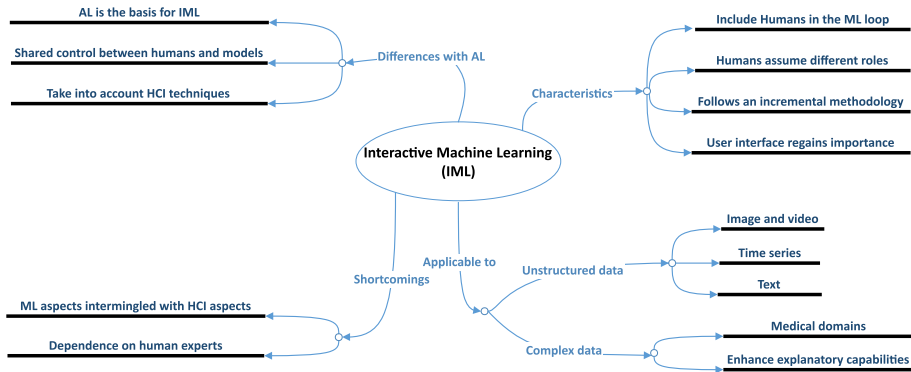 AL is the basis for IML
Shared control between humans and models
Take into account HCI techniques
Differences with AL
Include Humans in the ML loop
Humans assume different roles
Follows an incremental methodology
User interface regains importance
Characteristics
Interactive Machine Learning
(IML)
Shortcomings
ML aspects intermingled with HCI aspects
Dependence on human experts
Applicable to
Unstructured data
Image and video
Time series
Text
Complex data
Medical domains
Enhance explanatory capabilities